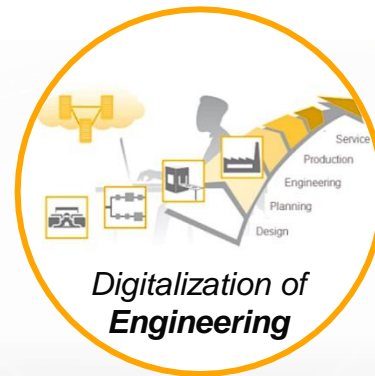 Service
Production
Engineering
Planning
Design
Digitalization of
Engineering